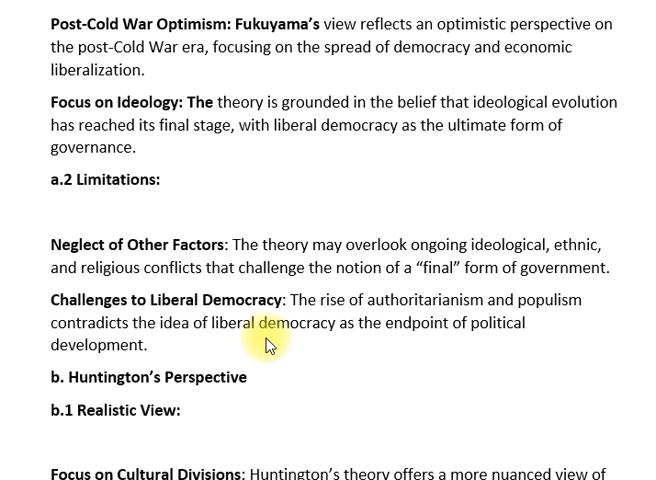 Post-Cold War Optimism: Fukuyama’s view reflects an optimistic perspective on
the post-Cold War era, focusing on the spread of democracy and economic
liberalization.
Focus on Ideology: The theory is grounded in the belief that ideological evolution
has reached its final stage, with liberal democracy as the ultimate form of
governance.
a.2 Limitations:
Neglect of Other Factors: The theory may overlook ongoing ideological, ethnic,
and religious conflicts that challenge the notion of a “final” form of government.
Challenges to Liberal Democracy: The rise of authoritarianism and populism
contradicts the idea of liberal democracy as the endpoint of political
development.
b. Huntington’s Perspective
b.1 Realistic View:
Focus on Cultural Divisions: Huntington’s theory offers a more nuanced view of